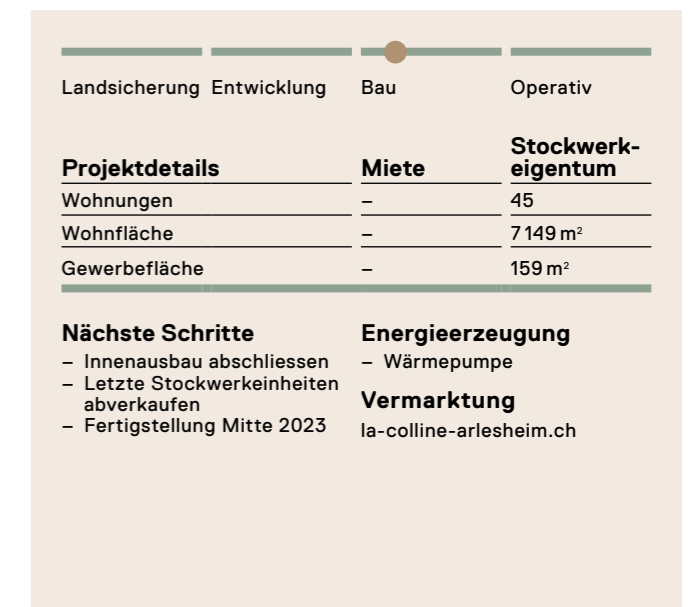 Landsicherung Entwicklung Bau Operativ
Projektdetails Miete Stockwerk-
eigentum
Wohnungen – 45
Wohnfläche – 7 149 m²
Gewerbefläche – 159 m²
Nächste Schritte
– Innenausbau abschliessen
– Letzte Stockwerkeinheiten
abverkaufen
– Fertigstellung Mitte 2023
Energieerzeugung
– Wärmepumpe
Vermarktung
la-colline-arlesheim.ch